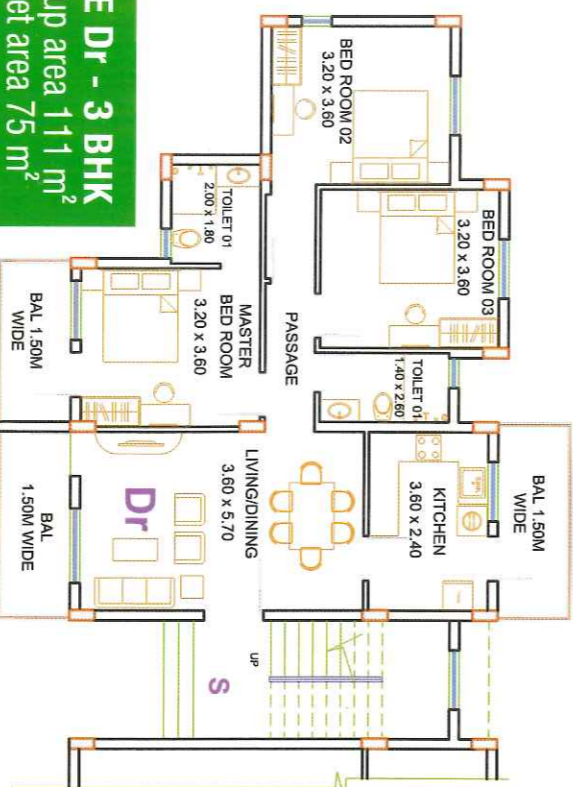 E Dr - 3 BHK
up area 111 m²
et area 75 m²
BED ROOM 02
3.20 x 3.60
BED ROOM 03
3.20 x 3.60
TOILET 01
2.00 x 1.80
MASTER
BED ROOM
3.20 x 3.60
PASSAGE
TOILET 01
1.40 x 2.60
KITCHEN
3.60 x 2.40
BAL 1.50M
WIDE
LIVING/DINING
3.60 x 5.70
Dr
BAL 1.50M
WIDE
BAL
1.50M WIDE
UP
S